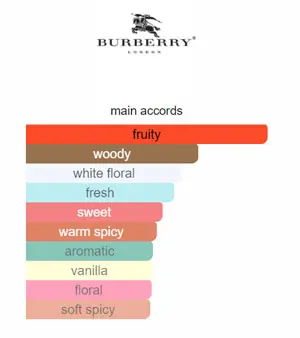 BURBERRY®
LONDON
main accords
fruity
woody
white floral
fresh
sweet
warm spicy
aromatic
vanilla
floral
soft spicy